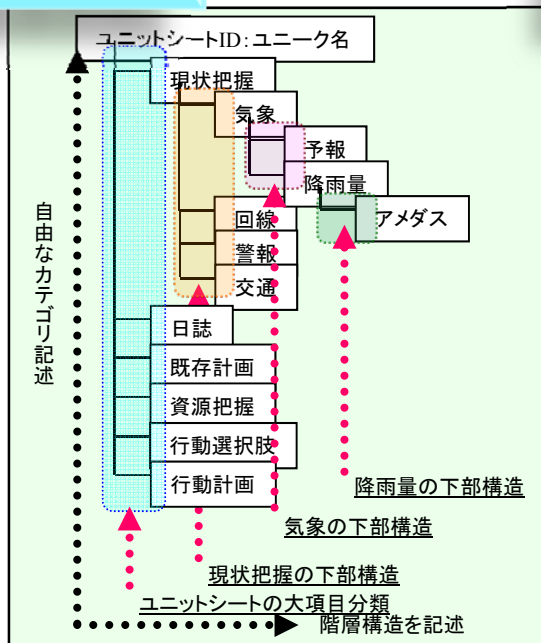 ユニットシートID:ユニーク名
現状把握
気象
予報
降雨量
アメダス
回線
警報
交通
日誌
既存計画
資源把握
行動選択肢
行動計画
自由なカテゴリ記述
降雨量の下部構造
気象の下部構造
現状把握の下部構造
ユニットシートの大項目分類
階層構造を記述